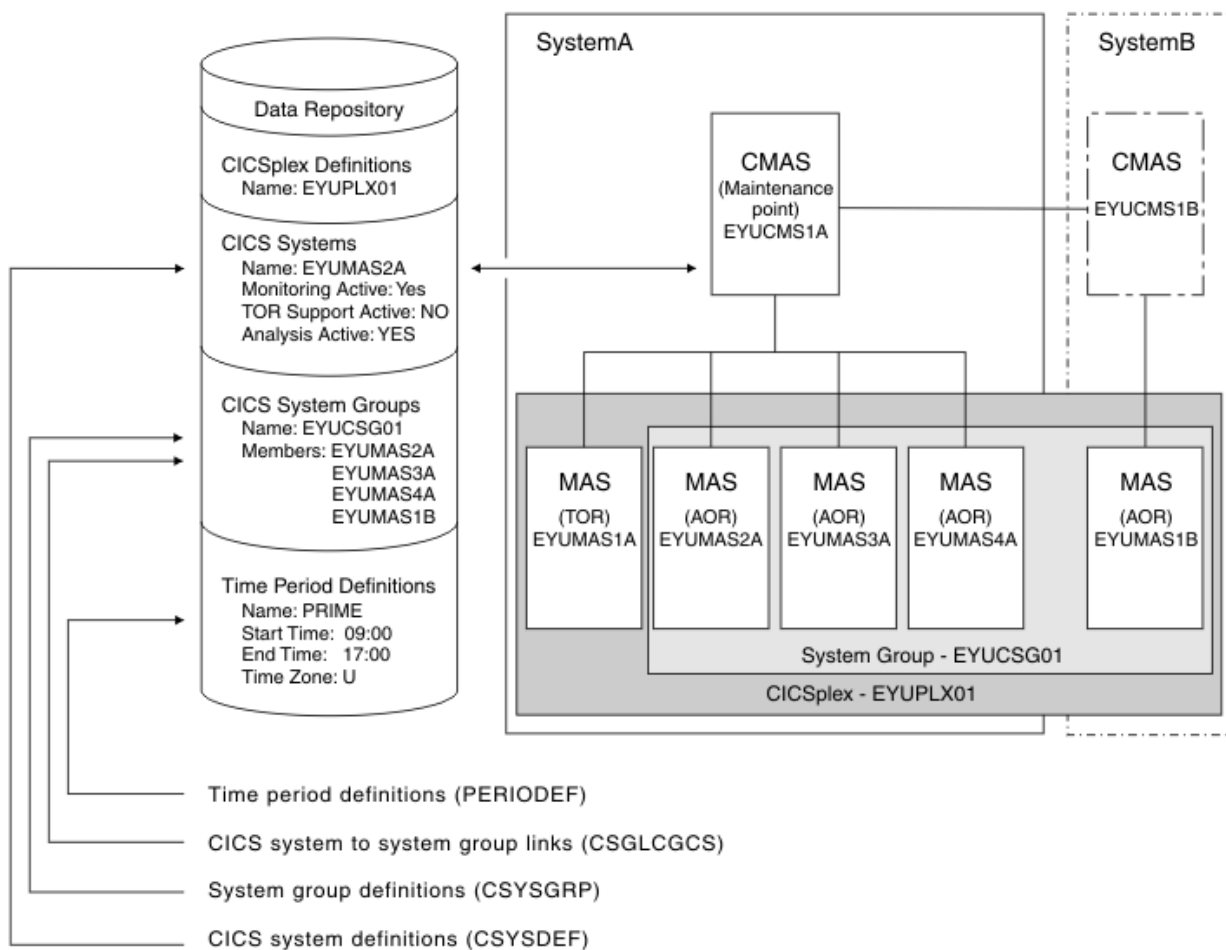 Data Repository
CICSplex Definitions
Name: EYUPLX01
CICS Systems
Name: EYUMAS2A
Monitoring Active: Yes
TOR Support Active: NO
Analysis Active: YES
CICS System Groups
Name: EYUCSG01
Members: EYUMAS2A
EYUMAS3A
EYUMAS4A
EYUMAS1B
Time Period Definitions
Name: PRIME
Start Time: 09:00
End Time: 17:00
Time Zone: U
SystemA
CMAS
(Maintenance
point)
EYUCMS1A
SystemB
CMAS
EYUCMS1B
MAS
(TOR)
EYUMAS1A
MAS
(AOR)
EYUMAS2A
MAS
(AOR)
EYUMAS3A
MAS
(AOR)
EYUMAS4A
MAS
(AOR)
EYUMAS1B
System Group - EYUCSG01
CICSplex - EYUPLX01
Time period definitions (PERIODEF)
CICS system to system group links (CSGLCGCS)
System group definitions (CSYSGRP)
CICS system definitions (CSYSDEF)